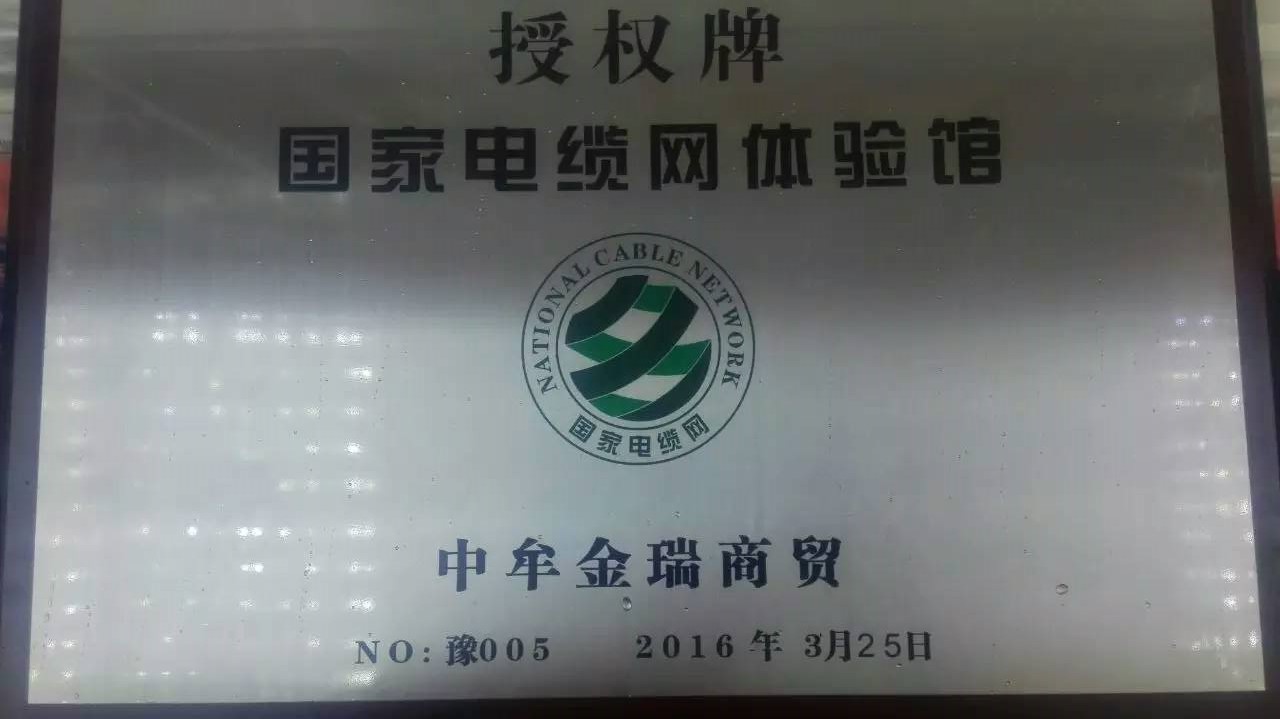 授权牌
国家电缆网体验馆
NATIONAL CABLE NETWORK
国家电缆网
中牟金瑞商贸
NO:豫005 2016年 3月25日